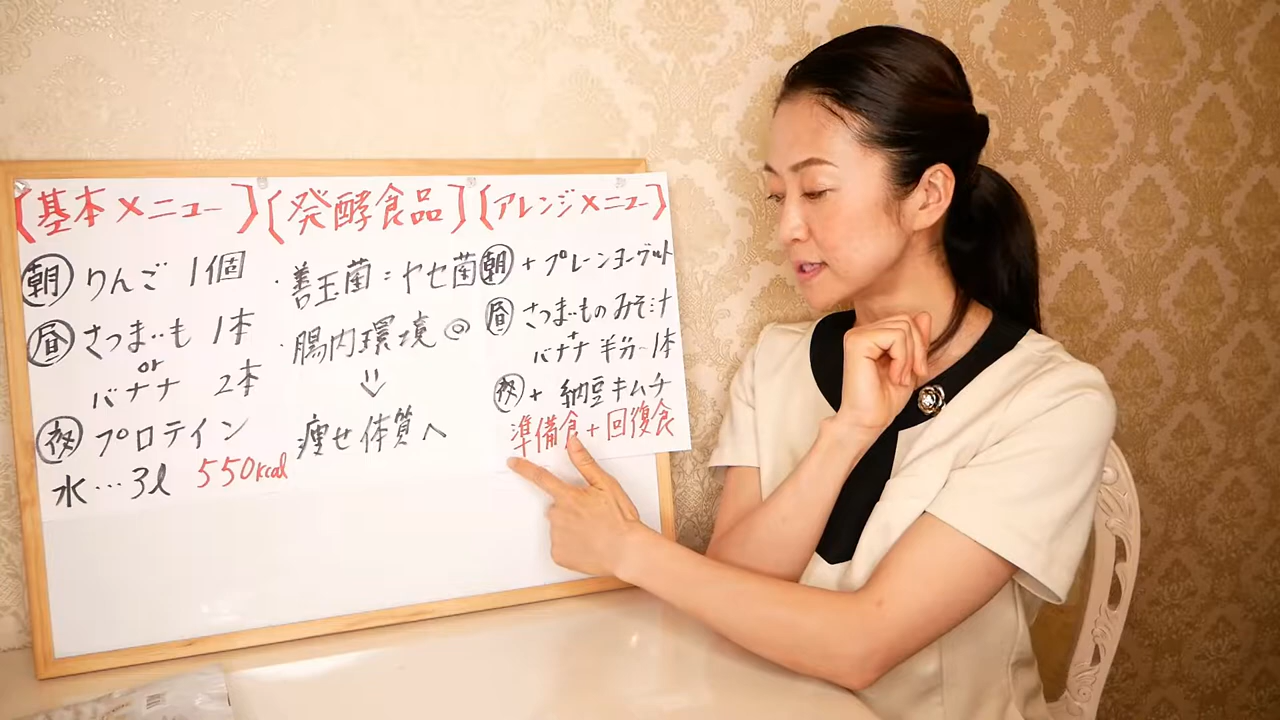 【基本メニュー】
朝 りんご 1個
昼 さつまいも 1本
or
バナナ 2本
夜 プロテイン
水…3l 550kcal
【発酵食品】
・善玉菌=ヤセ菌
・腸内環境◎
⇓
痩せ体質へ
【アレンジメニュー】
朝 + プレーンヨーグルト
昼 さつまいものみそ汁
+
バナナ 半分~1本
夜 + 納豆キムチ
準備食+回復食